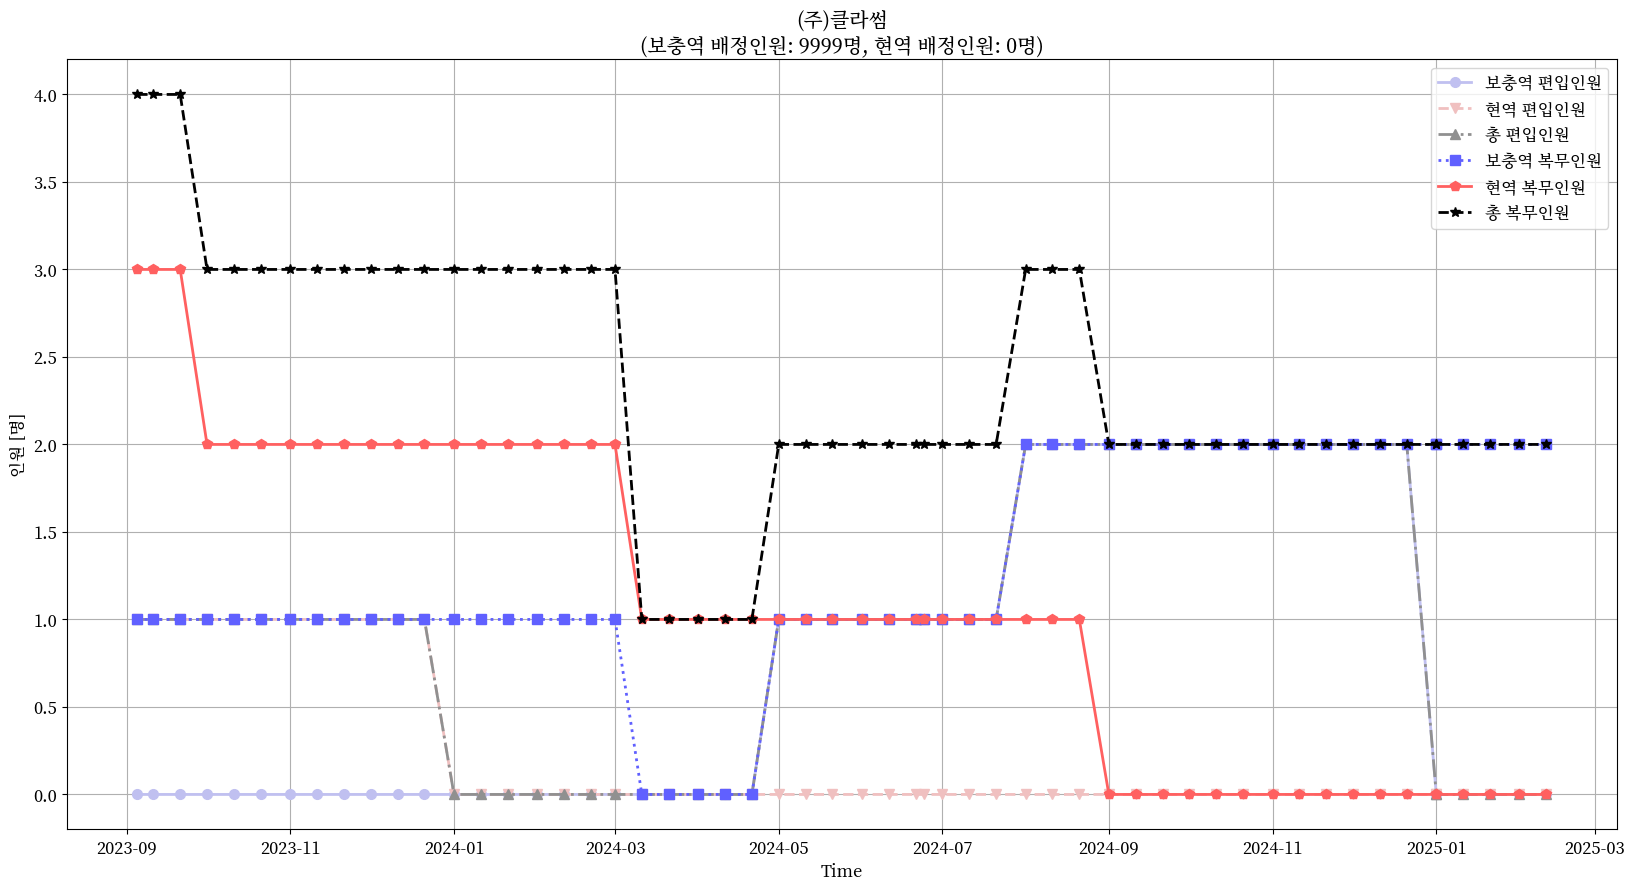 (주)클라썸
(보충역 배정인원: 9999명, 현역 배정인원: 0명)
보충역 편입인원
현역 편입인원
총 편입인원
보충역 복무인원
현역 복무인원
총 복무인원
4.0
3.5
3.0
2.5
2.0
1.5
1.0
0.5
0.0
인원 [명]
2023-09
2023-11
2024-01
2024-03
2024-05
2024-07
2024-09
2024-11
2025-01
2025-03
Time